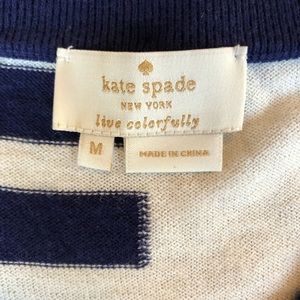 kate spade
NEW YORK
live colorfully
M
MADE IN CHINA